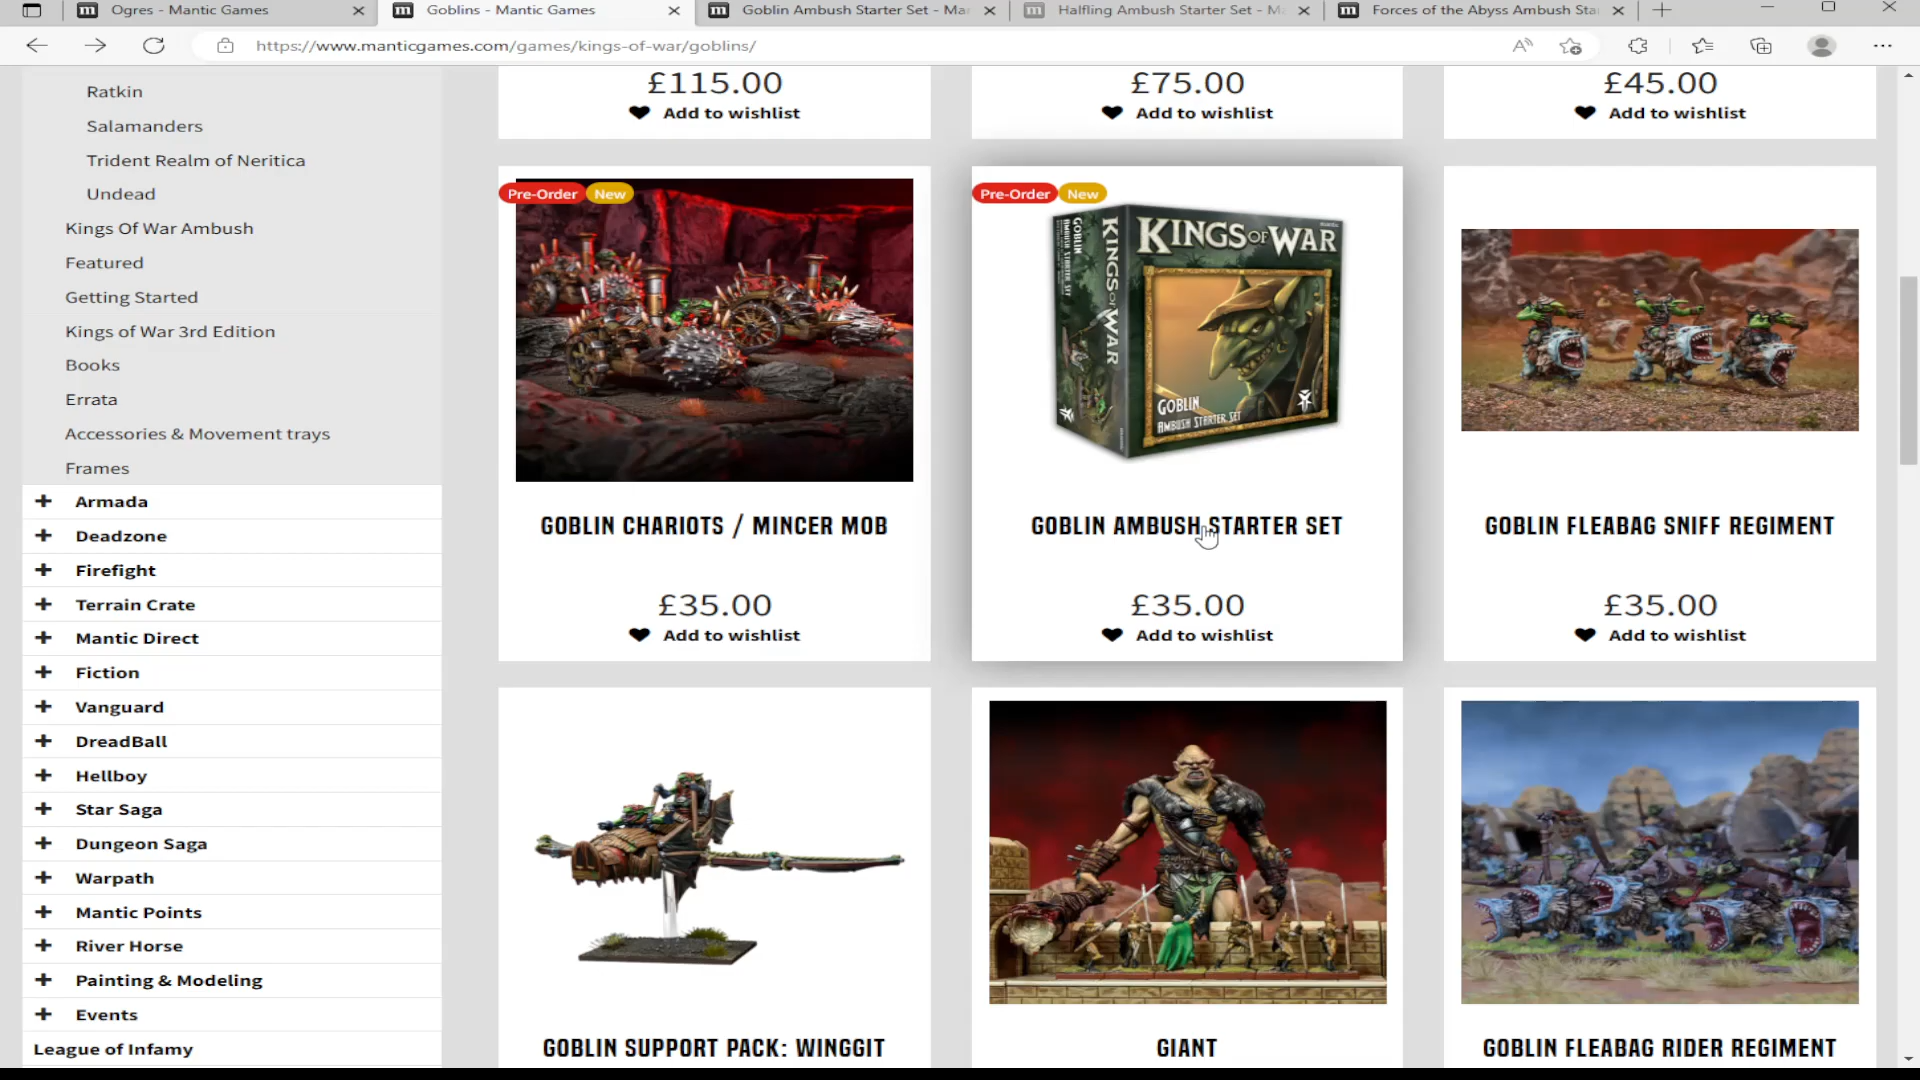 Ogres - Mantic Games
Goblins - Mantic Games
Goblin Ambush Starter Set - Ma
Halfling Ambush Starter Set - M
Forces of the Abyss Ambush Sta
https://www.manticgames.com/games/kings-of-war/goblins/
Ratkin
Salamanders
Trident Realm of Neritica
Undead
Kings Of War Ambush
Featured
Getting Started
Kings of War 3rd Edition
Books
Errata
Accessories & Movement trays
Frames
Armada
Deadzone
Firefight
Terrain Crate
Mantic Direct
Fiction
Vanguard
DreadBall
Hellboy
Star Saga
Dungeon Saga
Warpath
Mantic Points
River Horse
Painting & Modeling
Events
League of Infamy
£115.00
Add to wishlist
£75.00
Add to wishlist
£45.00
Add to wishlist
Pre-Order New
GOBLIN CHARIOTS / MINCER MOB
£35.00
Add to wishlist
Pre-Order New
KINGS OF WAR
GOBLIN
AMBUSH STARTER SET
KINGS OF WAR
GOBLIN
AMBUSH STARTER SET
GOBLIN AMBUSH STARTER SET
£35.00
Add to wishlist
GOBLIN FLEABAG SNIFF REGIMENT
£35.00
Add to wishlist
GOBLIN SUPPORT PACK: WINGGIT
GIANT
GOBLIN FLEABAG RIDER REGIMENT